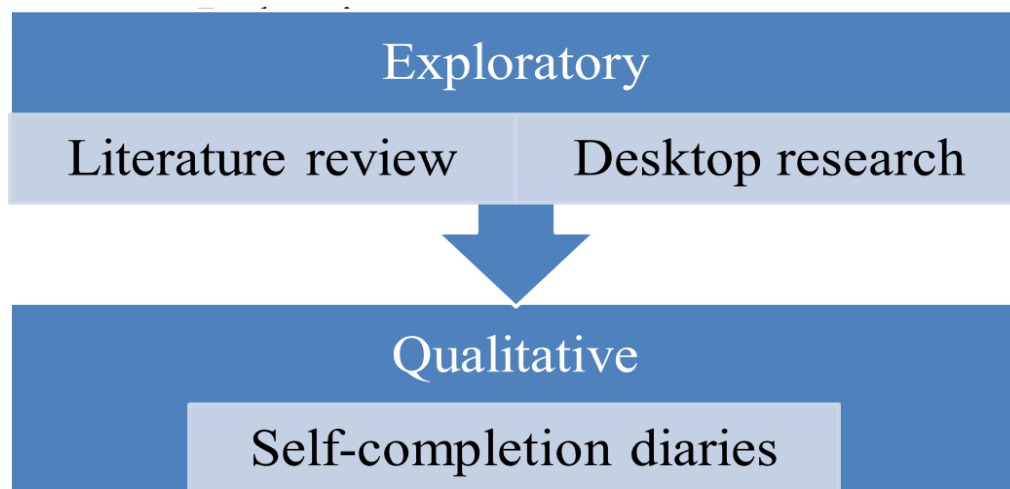 Exploratory
Literature review
Desktop research
Qualitative
Self-completion diaries